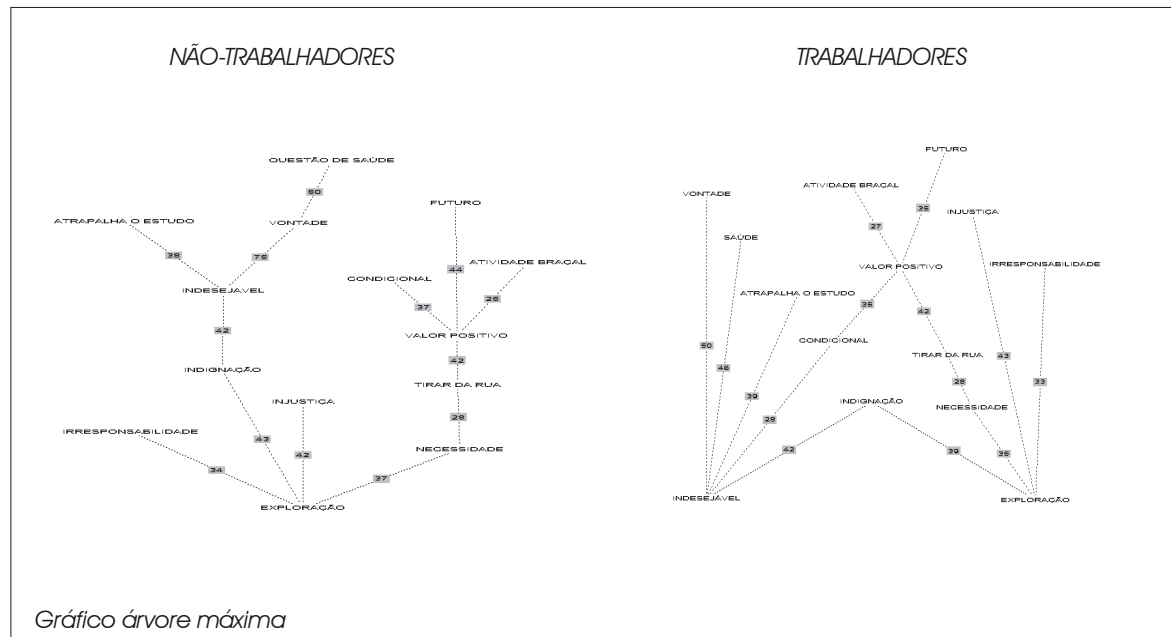 NÃO-TRABALHADORES
QUESTÃO DE SAÚDE
50
ATRAPALHA O ESTUDO
VONTADE
38
75
INDESEJÁVEL
42
INDIGNAÇÃO
INJUSTIÇA
IRRESPONSABILIDADE
43
42
34
EXPLORAÇÃO
FUTURO
44
ATIVIDADE BRAÇAL
CONDICIONAL
37
25
VALOR POSITIVO
42
TIRAR DA RUA
28
NECESSIDADE
37
TRABALHADORES
FUTURO
ATIVIDADE BRAÇAL
VONTADE
35
INJUSTIÇA
27
SAÚDE
VALOR POSITIVO
IRRESPONSABILIDADE
ATRAPALHA O ESTUDO
35
42
CONDICIONAL
50
TIRAR DA RUA
43
46
28
33
39
INDIGNAÇÃO
NECESSIDADE
28
42
39
35
INDESEJÁVEL
EXPLORAÇÃO
Gráfico árvore máxima